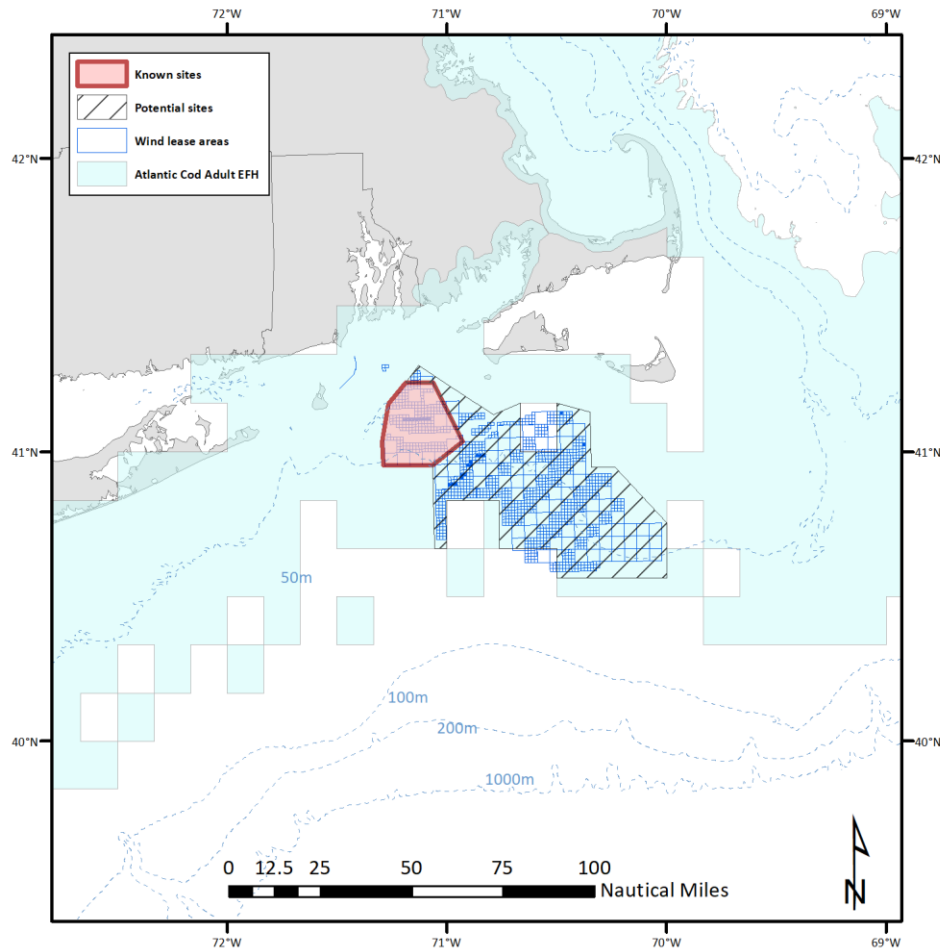 72°W 71°W 70°W 69°W
Known sites
Potential sites
Wind lease areas
Atlantic Cod Adult EFH
42°N 42°N
41°N 41°N
50m
100m
200m
40°N 40°N
1000m
0 12.5 25 50 75 100
Nautical Miles
N
72°W 71°W 70°W 69°W